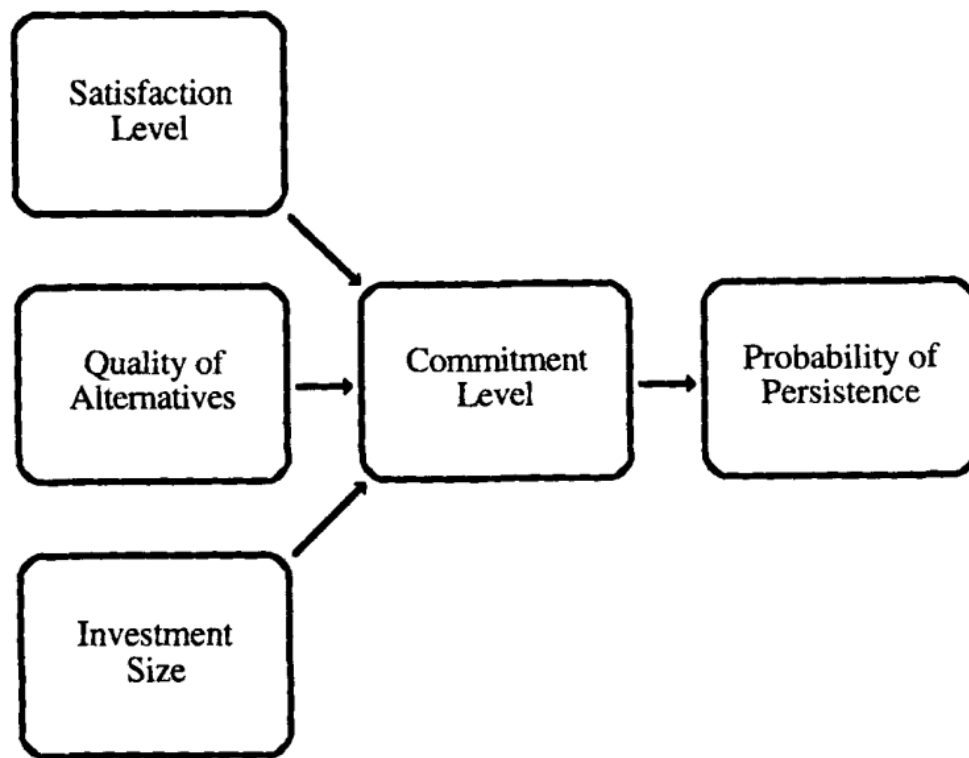 Satisfaction
Level
Quality of
Alternatives
Commitment
Level
Probability of
Persistence
Investment
Size